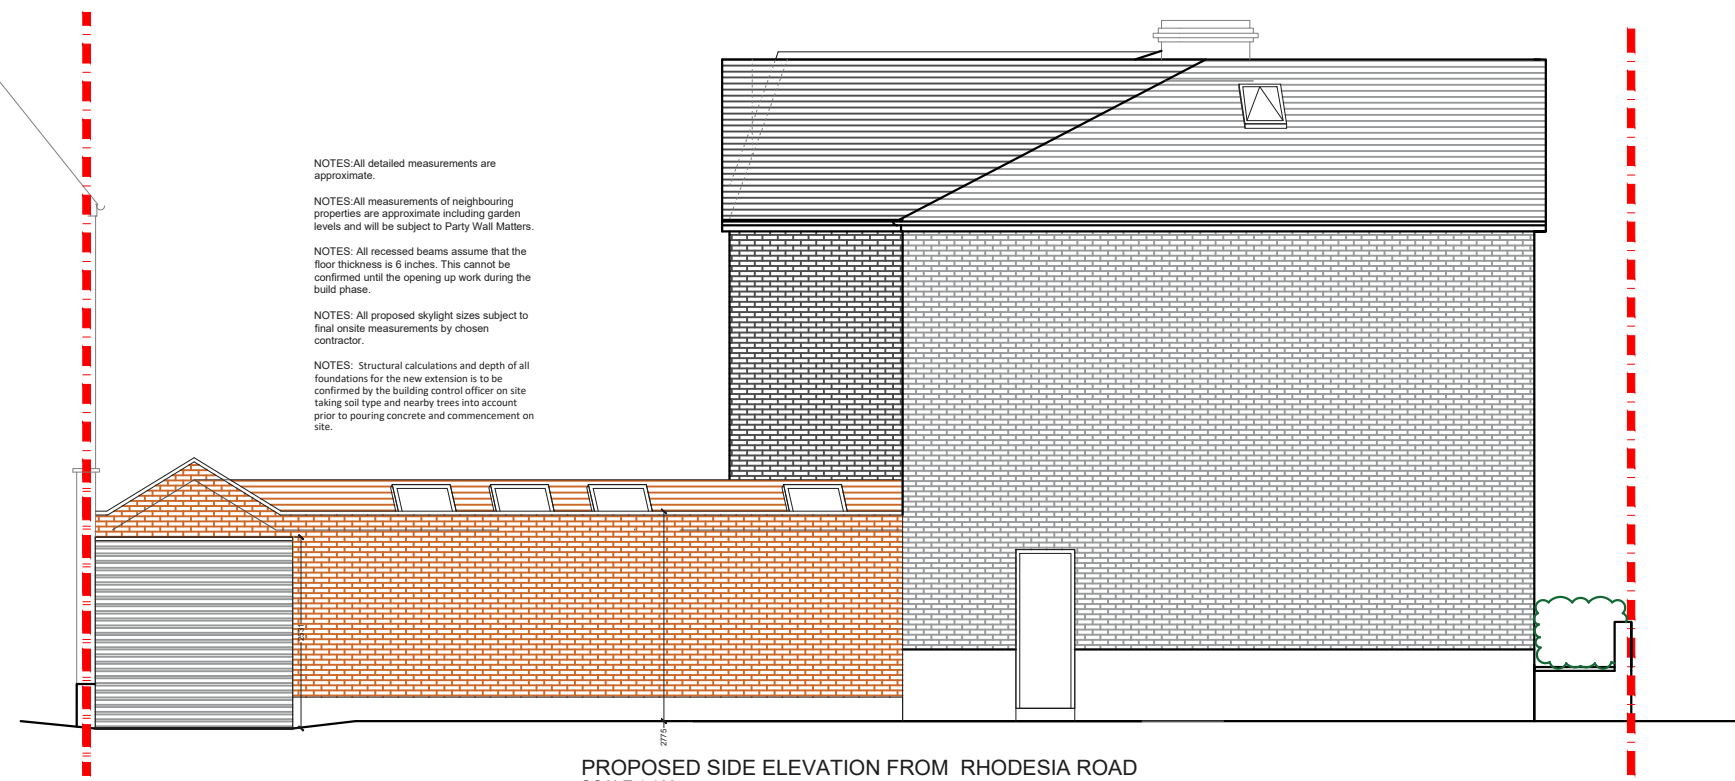 NOTES:All detailed measurements are
approximate.
NOTES:All measurements of neighbouring
properties are approximate including garden
levels and will be subject to Party Wall Matters.
NOTES: All recessed beams assume that the
floor thickness is 6 inches. This cannot be
confirmed until the opening up work during the
build phase.
NOTES: All proposed skylight sizes subject to
final onsite measurements by chosen
contractor.
NOTES: Structural calculations and depth of all
foundations for the new extension is to be
confirmed by the building control officer on site
taking soil type and nearby trees into account
prior to pouring concrete and commencement on
site.
2531
2775
PROPOSED SIDE ELEVATION FROM RHODESIA ROAD